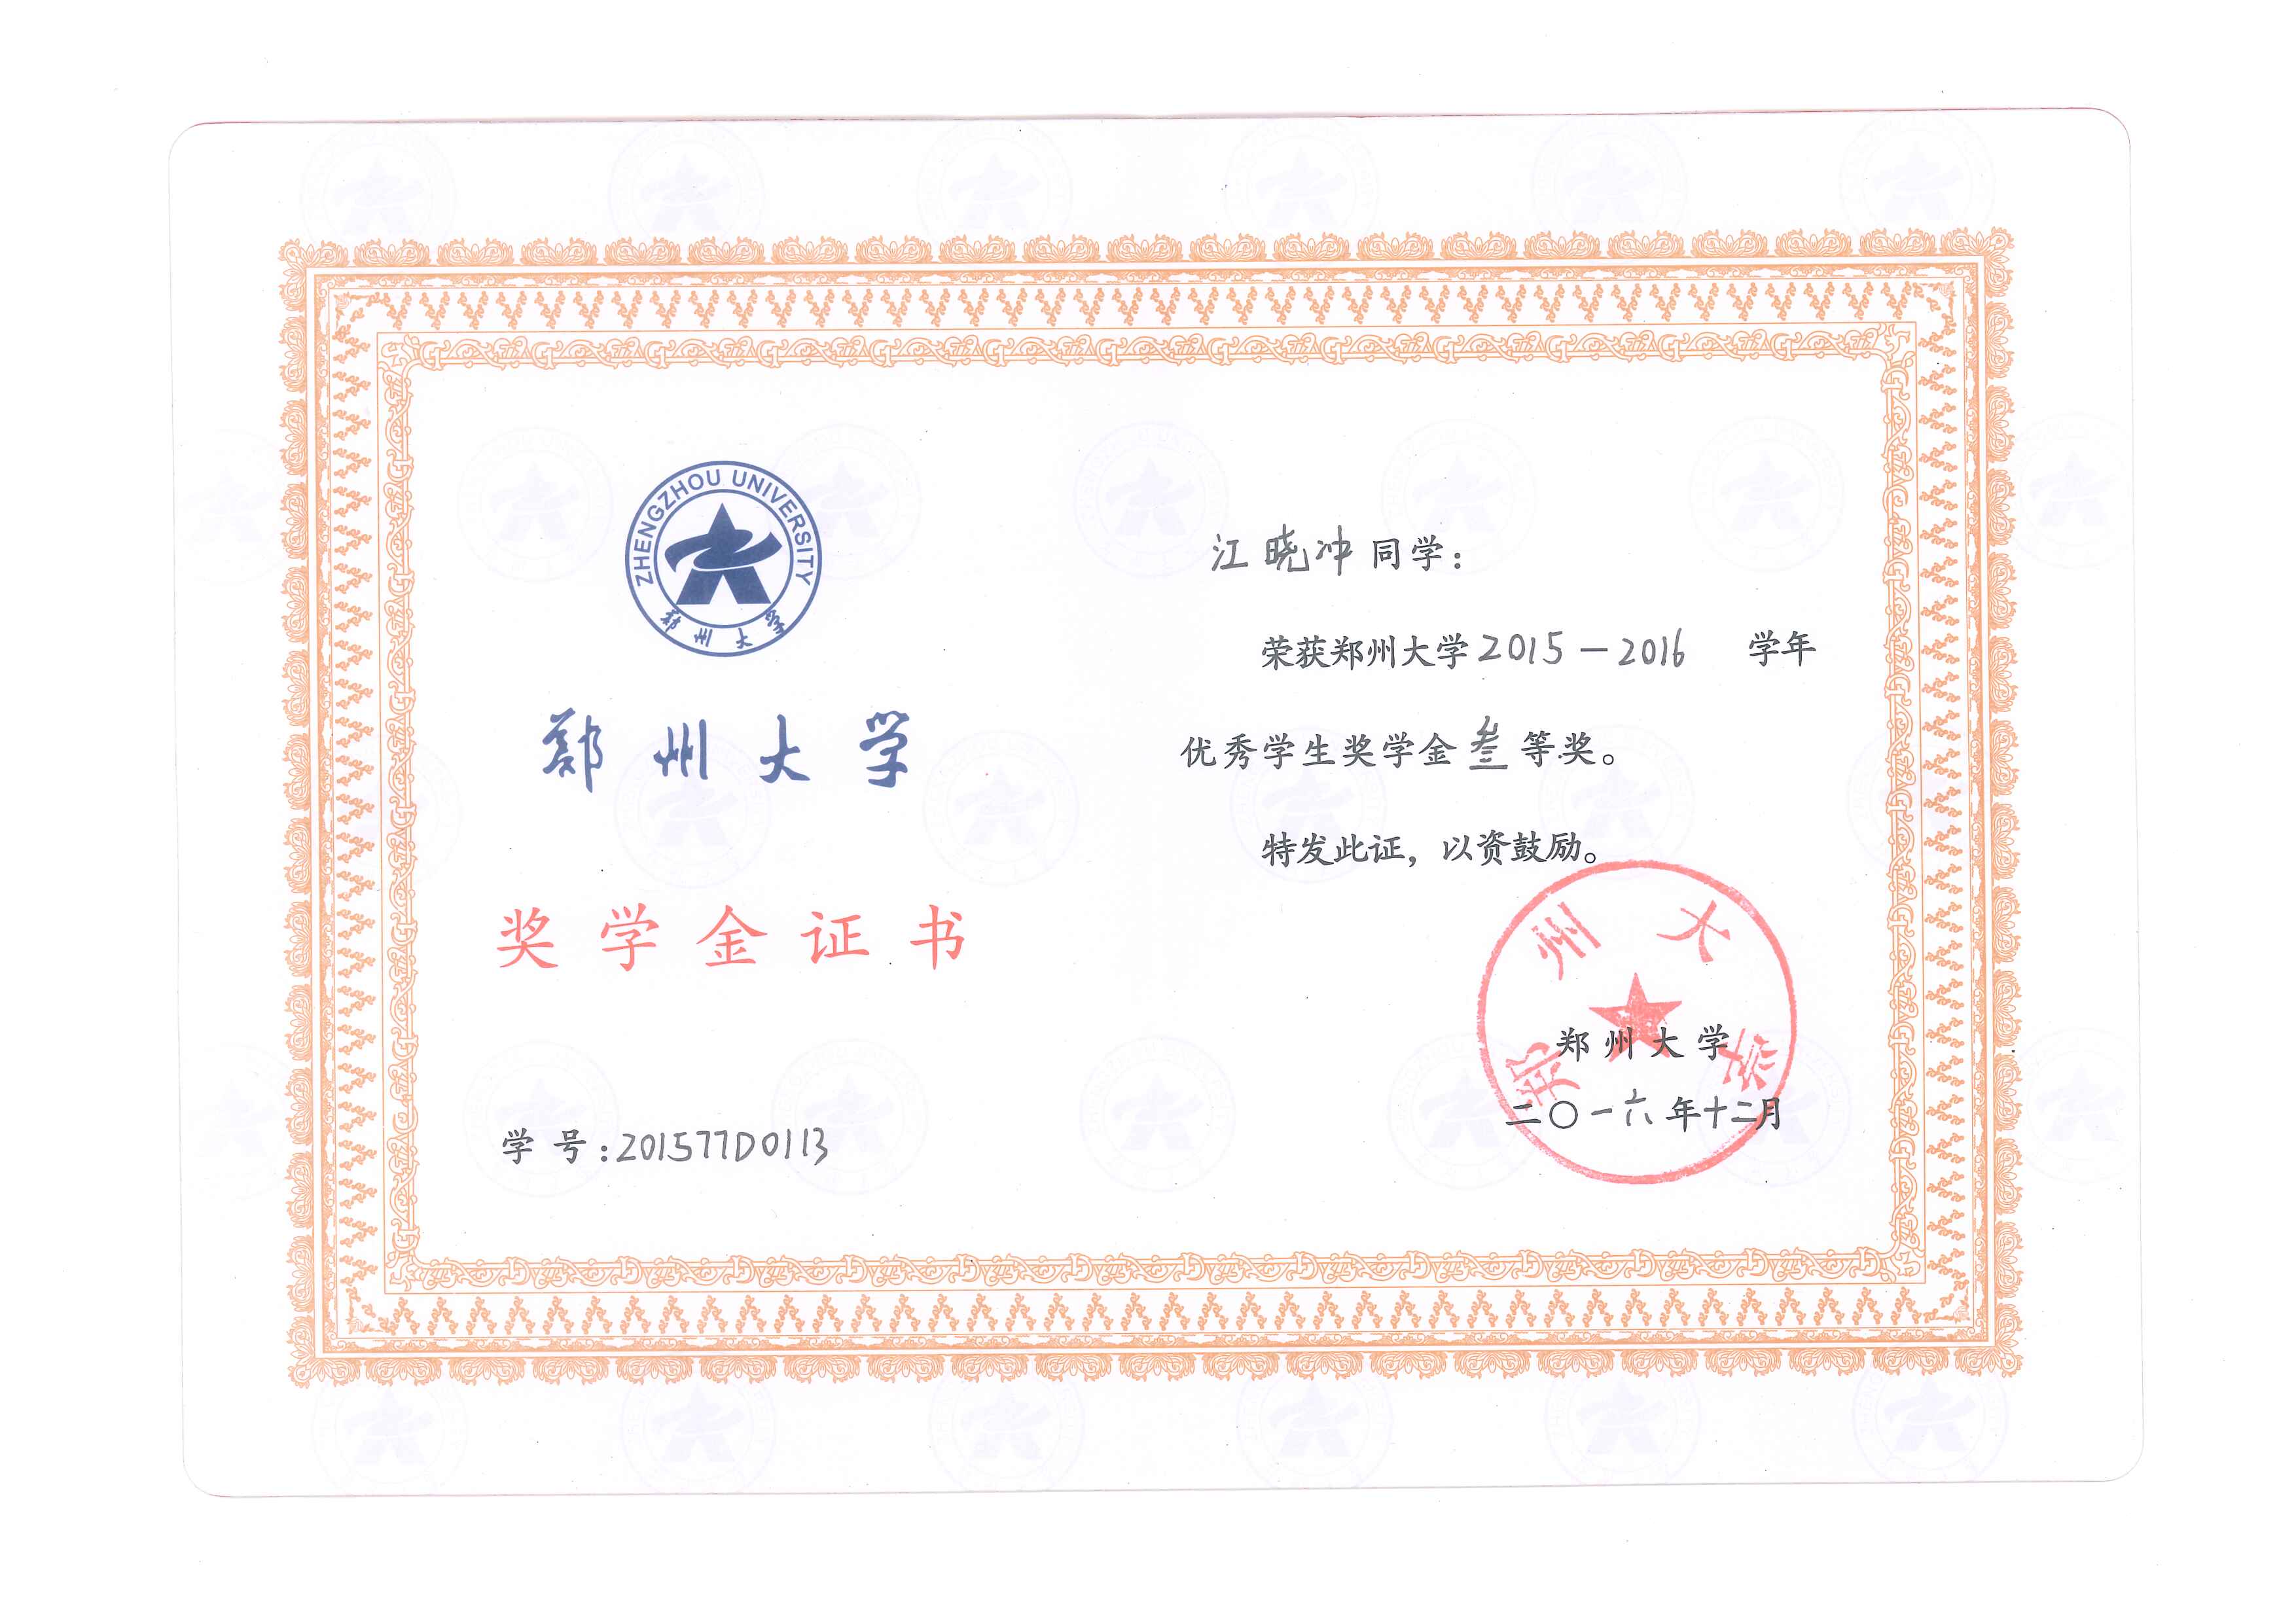 ZHENGZHOU UNIVERSITY
郑州大学
郑州大学
奖学金证书
学号:201577D0113
江晓冲同学：
荣获郑州大学2015－2016 学年
优秀学生奖学金叁等奖。
特发此证，以资鼓励。
郑州大学
郑州大学
二〇一六年十二月